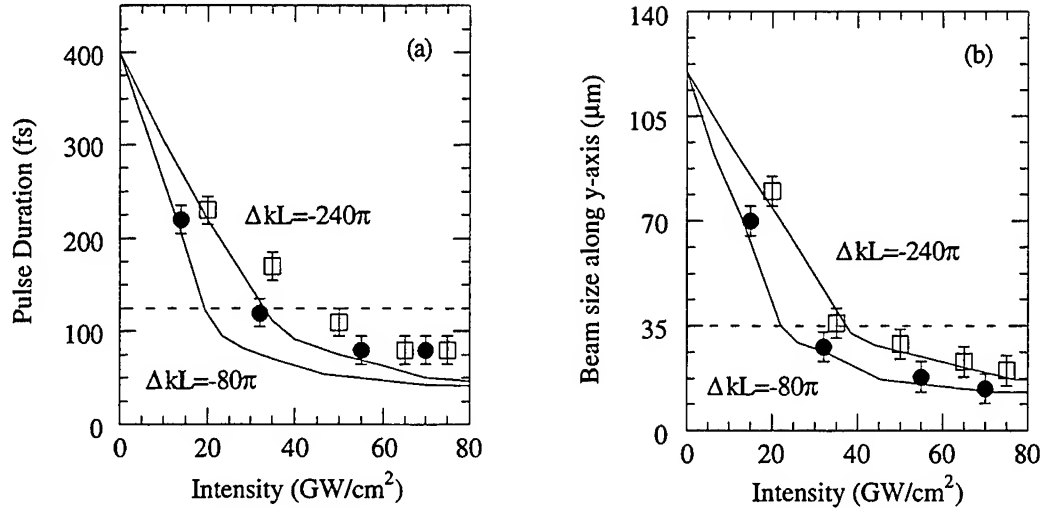 (a)
400
300
200
100
0
Pulse Duration (fs)
ΔkL=-240π
ΔkL=-80π
0 20 40 60 80
Intensity (GW/cm²)
(b)
140
105
70
35
0
Beam size along y-axis (μm)
ΔkL=-240π
ΔkL=-80π
0 20 40 60 80
Intensity (GW/cm²)